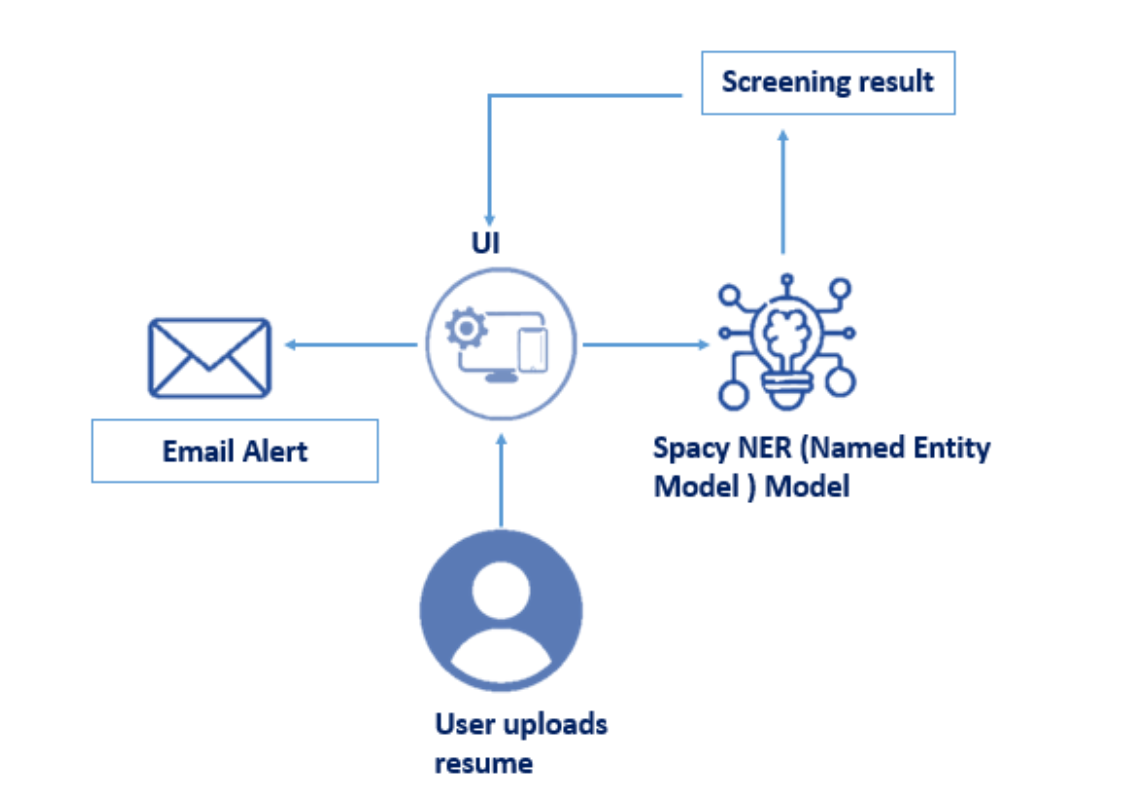 Screening result
UI
Email Alert
Spacy NER (Named Entity
Model ) Model
User uploads
resume